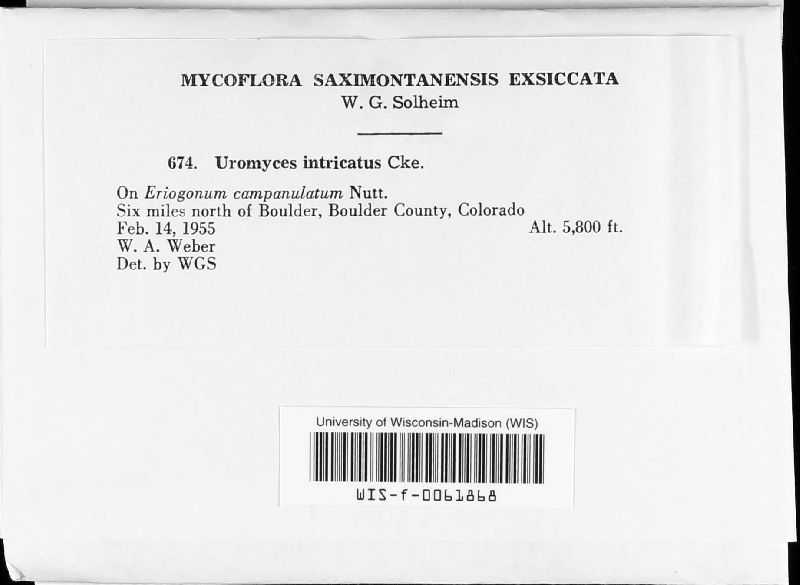 MYCOFLORA SAXIMONTANENSIS EXSICCATA
W. G. Solheim
674. Uromyces intricatus Cke.
On Eriogonum campanulatum Nutt.
Six miles north of Boulder, Boulder County, Colorado
Feb. 14, 1955 Alt. 5,800 ft.
W. A. Weber
Det. by WGS
University of Wisconsin-Madison (WIS)
WIS-f-0061868